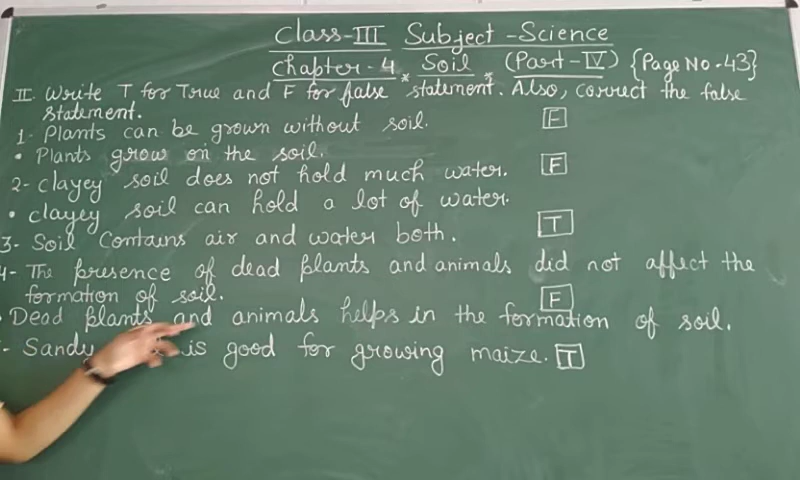 Class-III Subject-Science
Chapter-4 * Soil * (Part-IV) {Page No.-43}
II. Write T for True and F for false statement. Also, correct the false
statement.
1- Plants can be grown without soil. F
• Plants grow on the soil.
2- Clayey soil does not hold much water. F
• Clayey soil can hold a lot of water.
3- Soil Contains air and water both. T
4- The presence of dead plants and animals did not affect the
formation of soil. F
• Dead plants and animals helps in the formation of soil.
- Sandy is good for growing maize. T